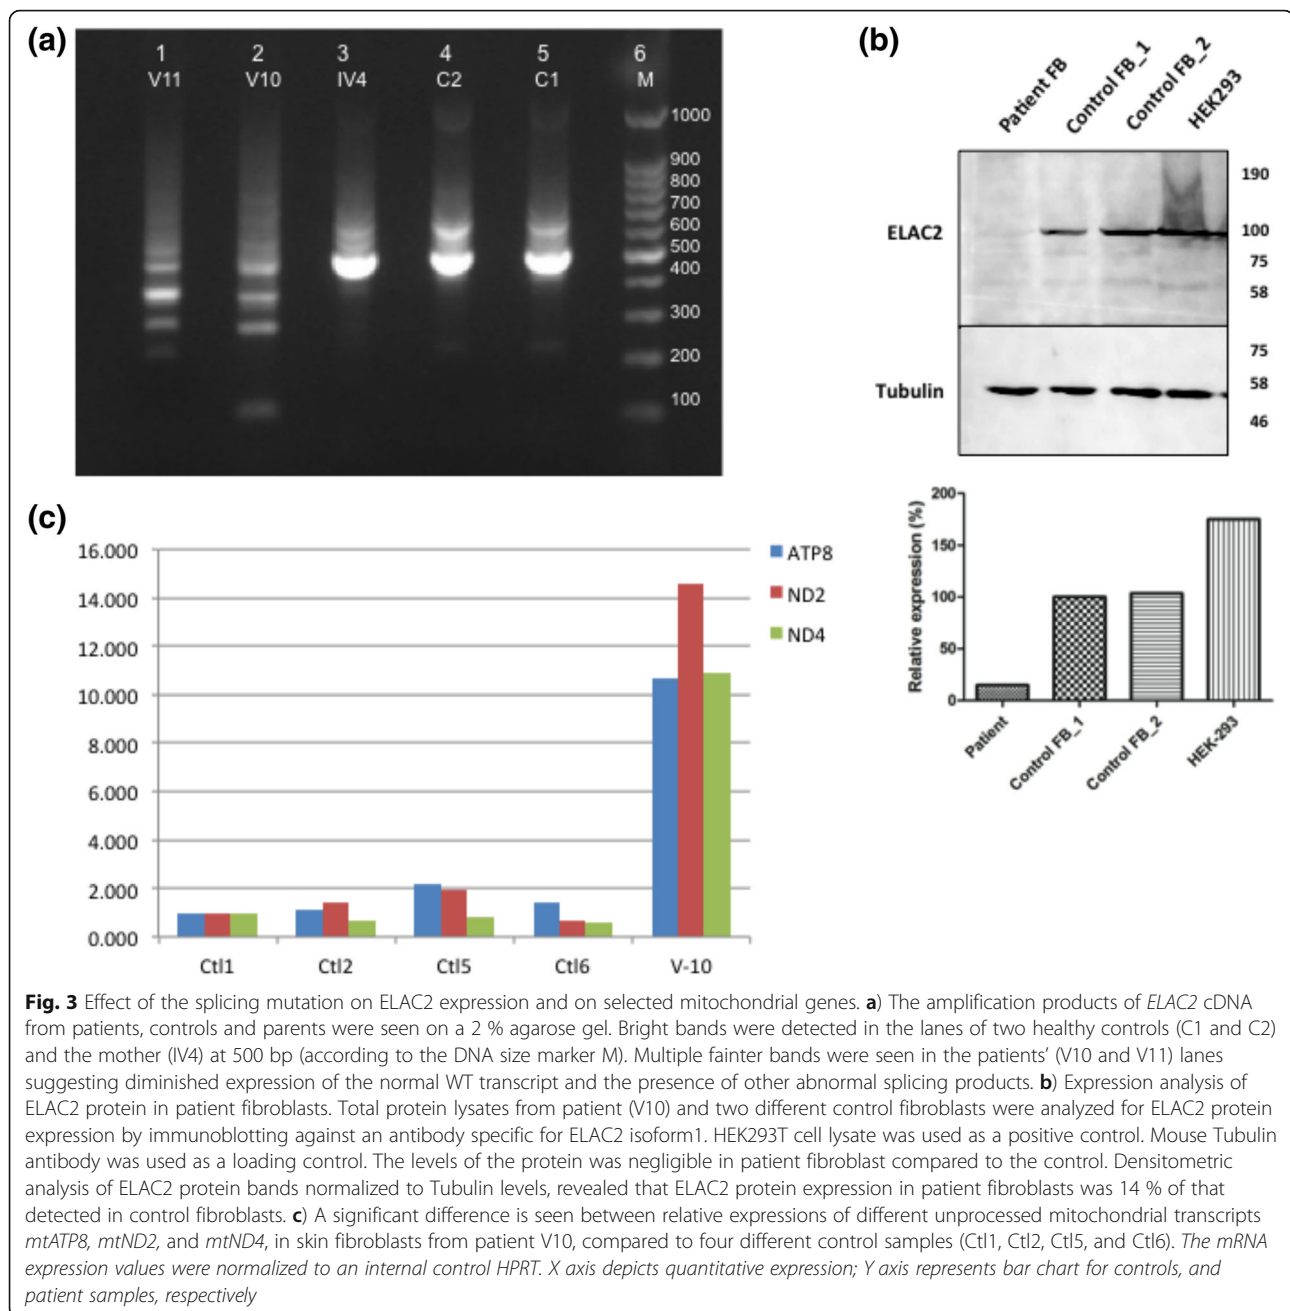 (a)
1 2 3 4 5 6
V11 V10 IV4 C2 C1 M
1000
900
800
700
600
500
400
300
200
100
(b)
Patient FB
Control FB_1
Control FB_2
HEK293
ELAC2
190
100
75
58
Tubulin
75
58
46
Relative expression (%)
200
150
100
50
0
Patient
Control FB_1
Control FB_2
HEK-293
(c)
16.000
14.000
12.000
10.000
8.000
6.000
4.000
2.000
0.000
Ctl1 Ctl2 Ctl5 Ctl6 V-10
ATP8
ND2
ND4
Fig. 3 Effect of the splicing mutation on ELAC2 expression and on selected mitochondrial genes. a) The amplification products of ELAC2 cDNA
from patients, controls and parents were seen on a 2 % agarose gel. Bright bands were detected in the lanes of two healthy controls (C1 and C2)
and the mother (IV4) at 500 bp (according to the DNA size marker M). Multiple fainter bands were seen in the patients’ (V10 and V11) lanes
suggesting diminished expression of the normal WT transcript and the presence of other abnormal splicing products. b) Expression analysis of
ELAC2 protein in patient fibroblasts. Total protein lysates from patient (V10) and two different control fibroblasts were analyzed for ELAC2 protein
expression by immunoblotting against an antibody specific for ELAC2 isoform1. HEK293T cell lysate was used as a positive control. Mouse Tubulin
antibody was used as a loading control. The levels of the protein was negligible in patient fibroblast compared to the control. Densitometric
analysis of ELAC2 protein bands normalized to Tubulin levels, revealed that ELAC2 protein expression in patient fibroblasts was 14 % of that
detected in control fibroblasts. c) A significant difference is seen between relative expressions of different unprocessed mitochondrial transcripts
mtATP8, mtND2, and mtND4, in skin fibroblasts from patient V10, compared to four different control samples (Ctl1, Ctl2, Ctl5, and Ctl6). The mRNA
expression values were normalized to an internal control HPRT. X axis depicts quantitative expression; Y axis represents bar chart for controls, and
patient samples, respectively